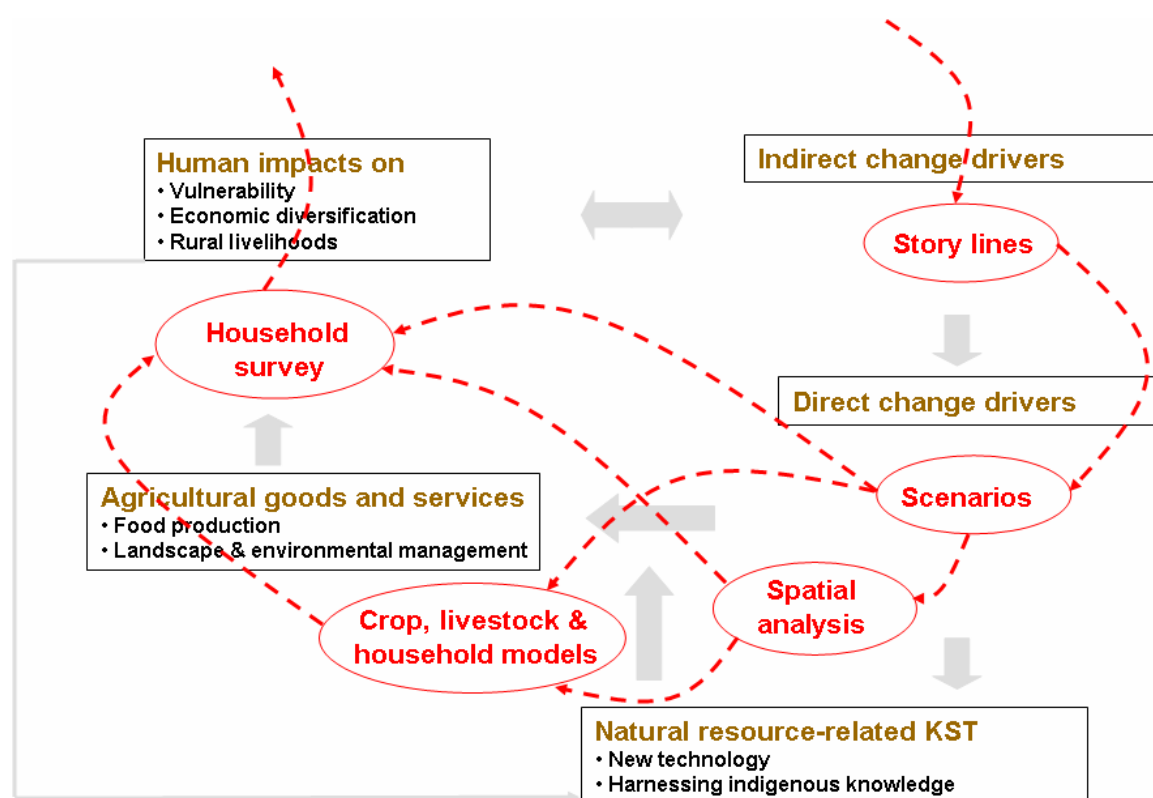 Human impacts on
• Vulnerability
• Economic diversification
• Rural livelihoods
Indirect change drivers
Story lines
Household
survey
Direct change drivers
Scenarios
Agricultural goods and services
• Food production
• Landscape & environmental management
Spatial
analysis
Crop, livestock &
household models
Natural resource-related KST
• New technology
• Harnessing indigenous knowledge